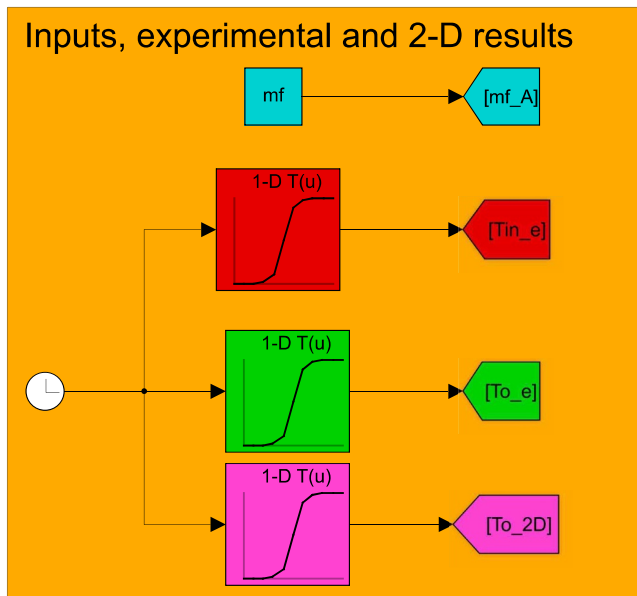 Inputs, experimental and 2-D results
mf
[mf_A]
1-D T(u)
[Tin_e]
1-D T(u)
[To_e]
1-D T(u)
[To_2D]